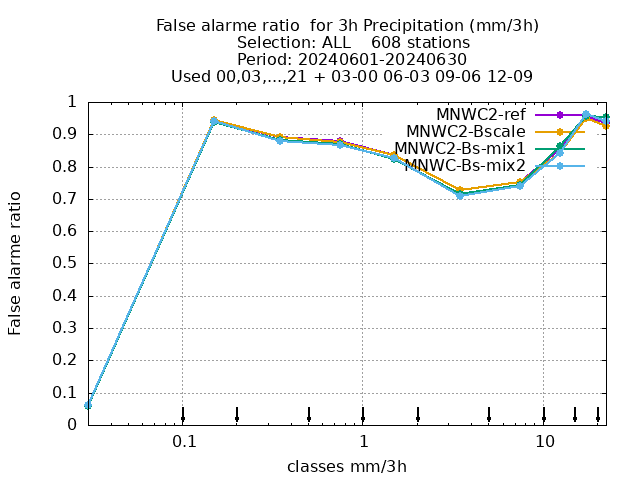 False alarme ratio  for 3h Precipitation (mm/3h)
Selection: ALL    608 stations
Period: 20240601-20240630
Used 00,03,...,21 + 03-00 06-03 09-06 12-09
MNWC2-ref
MNWC2-Bscale
MNWC2-Bs-mix1
MNWC-Bs-mix2
False alarme ratio
1
0.9
0.8
0.7
0.6
0.5
0.4
0.3
0.2
0.1
0
0.1 1 10
classes mm/3h